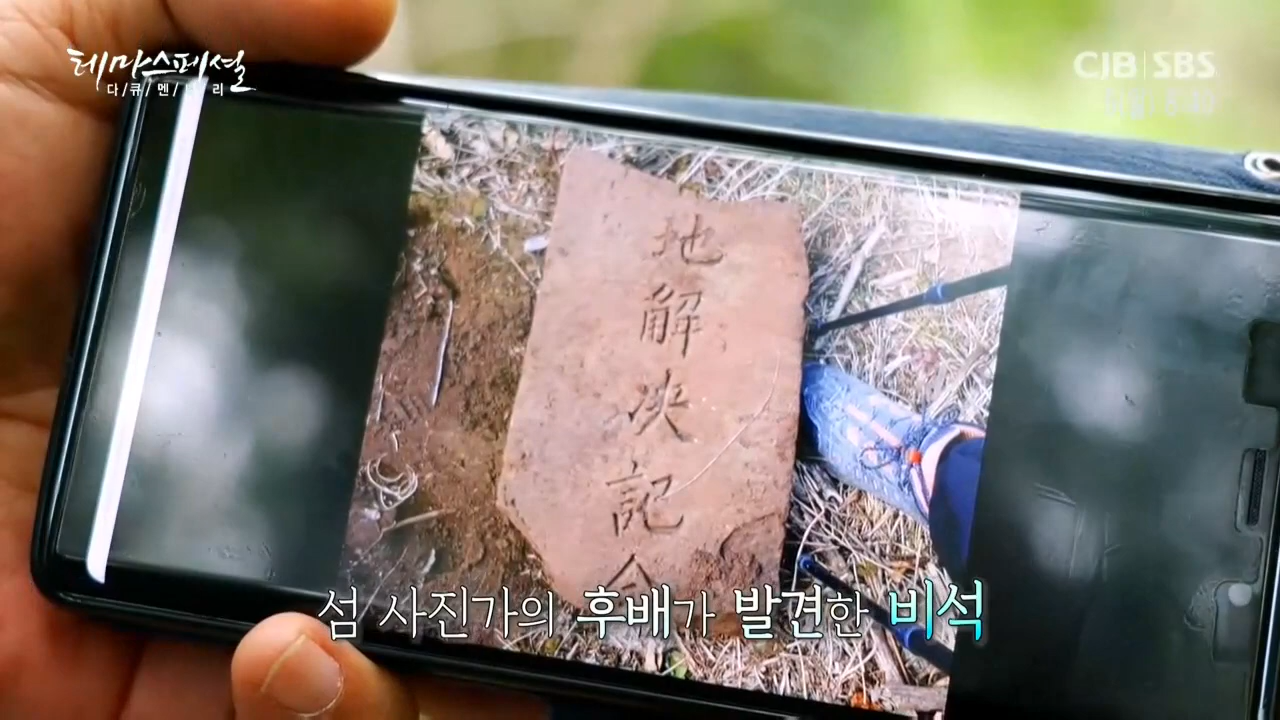 테마스페셜
다/큐/멘/터/리
CJB SBS
地解決記念
섬 사진가의 후배가 발견한 비석